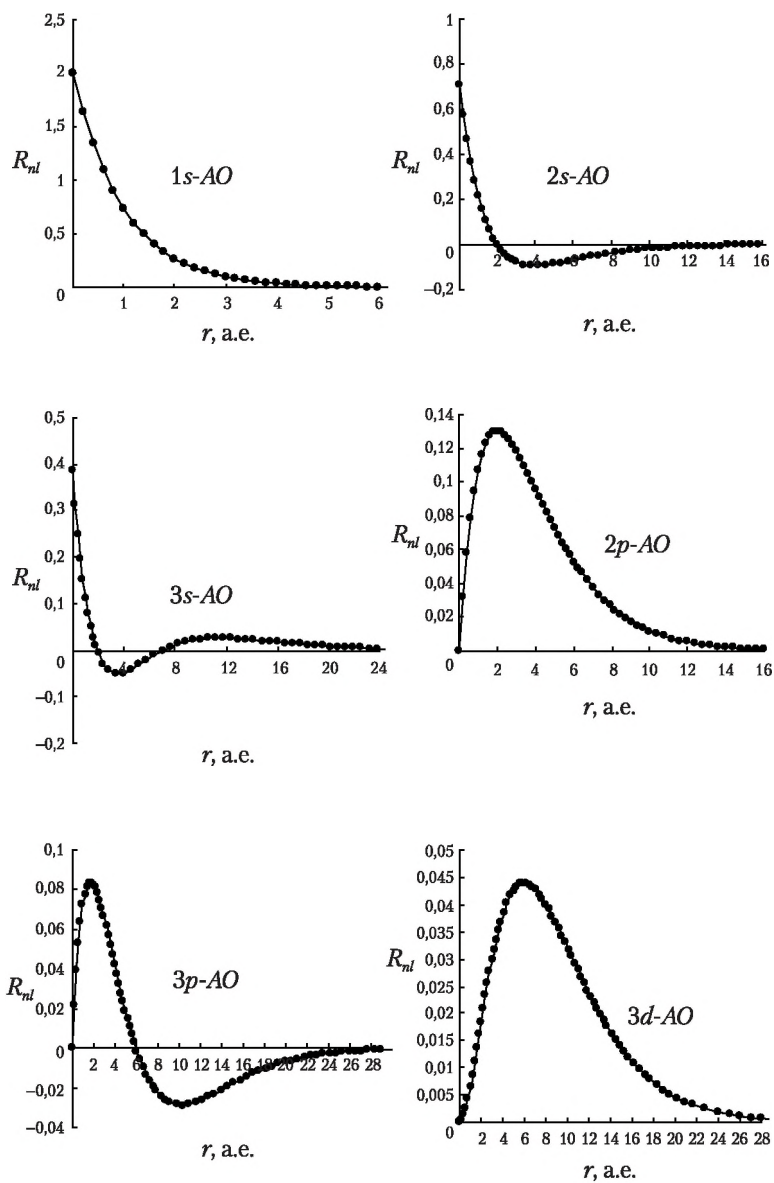 2,5
2
1,5
R_nl
1s-AO
1
0,5
0
1 2 3 4 5 6
r, a.e.
1
0,8
0,6
0,4
R_nl
2s-AO
0,2
0
2 4 6 8 10 12 14 16
−0,2
r, a.e.
0,5
0,4
0,3
0,2
R_nl
3s-AO
0,1
0
4 8 12 16 20 24
−0,1
−0,2
r, a.e.
0,14
0,12
0,1
0,08
R_nl
2p-AO
0,06
0,04
0,02
0
2 4 6 8 10 12 14 16
r, a.e.
0,1
0,08
0,06
0,04
R_nl
3p-AO
0,02
0
2 4 6 8 10 12 14 16 18 20 22 24 26 28
−0,02
−0,04
r, a.e.
0,05
0,045
0,04
0,035
0,03
R_nl
0,025
3d-AO
0,02
0,015
0,01
0,005
0
2 4 6 8 10 12 14 16 18 20 22 24 26 28
r, a.e.